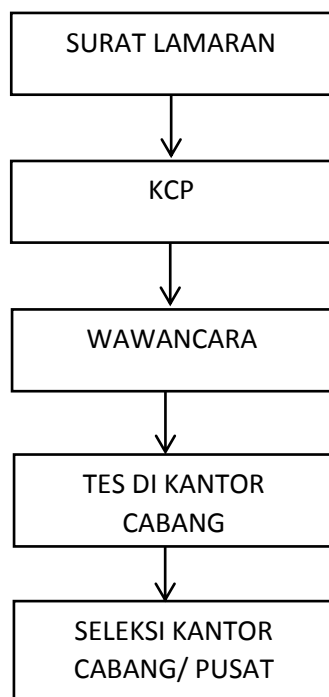 SURAT LAMARAN
KCP
WAWANCARA
TES DI KANTOR
CABANG
SELEKSI KANTOR
CABANG/ PUSAT